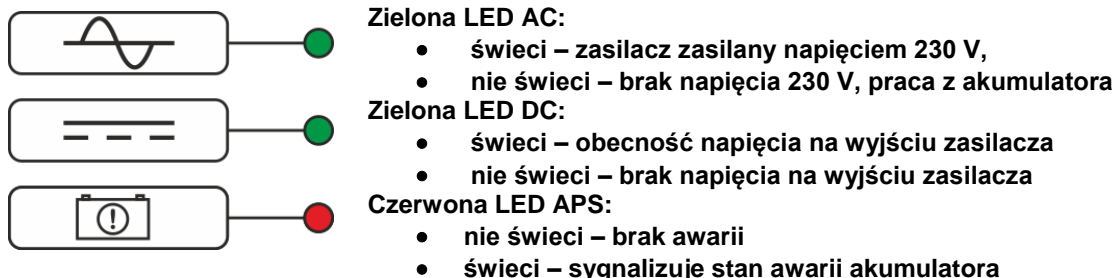 Zielona LED AC:
• świeci – zasilacz zasilany napięciem 230 V,
• nie świeci – brak napięcia 230 V, praca z akumulatora
Zielona LED DC:
• świeci – obecność napięcia na wyjściu zasilacza
• nie świeci – brak napięcia na wyjściu zasilacza
Czerwona LED APS:
• nie świeci – brak awarii
• świeci – sygnalizuje stan awarii akumulatora